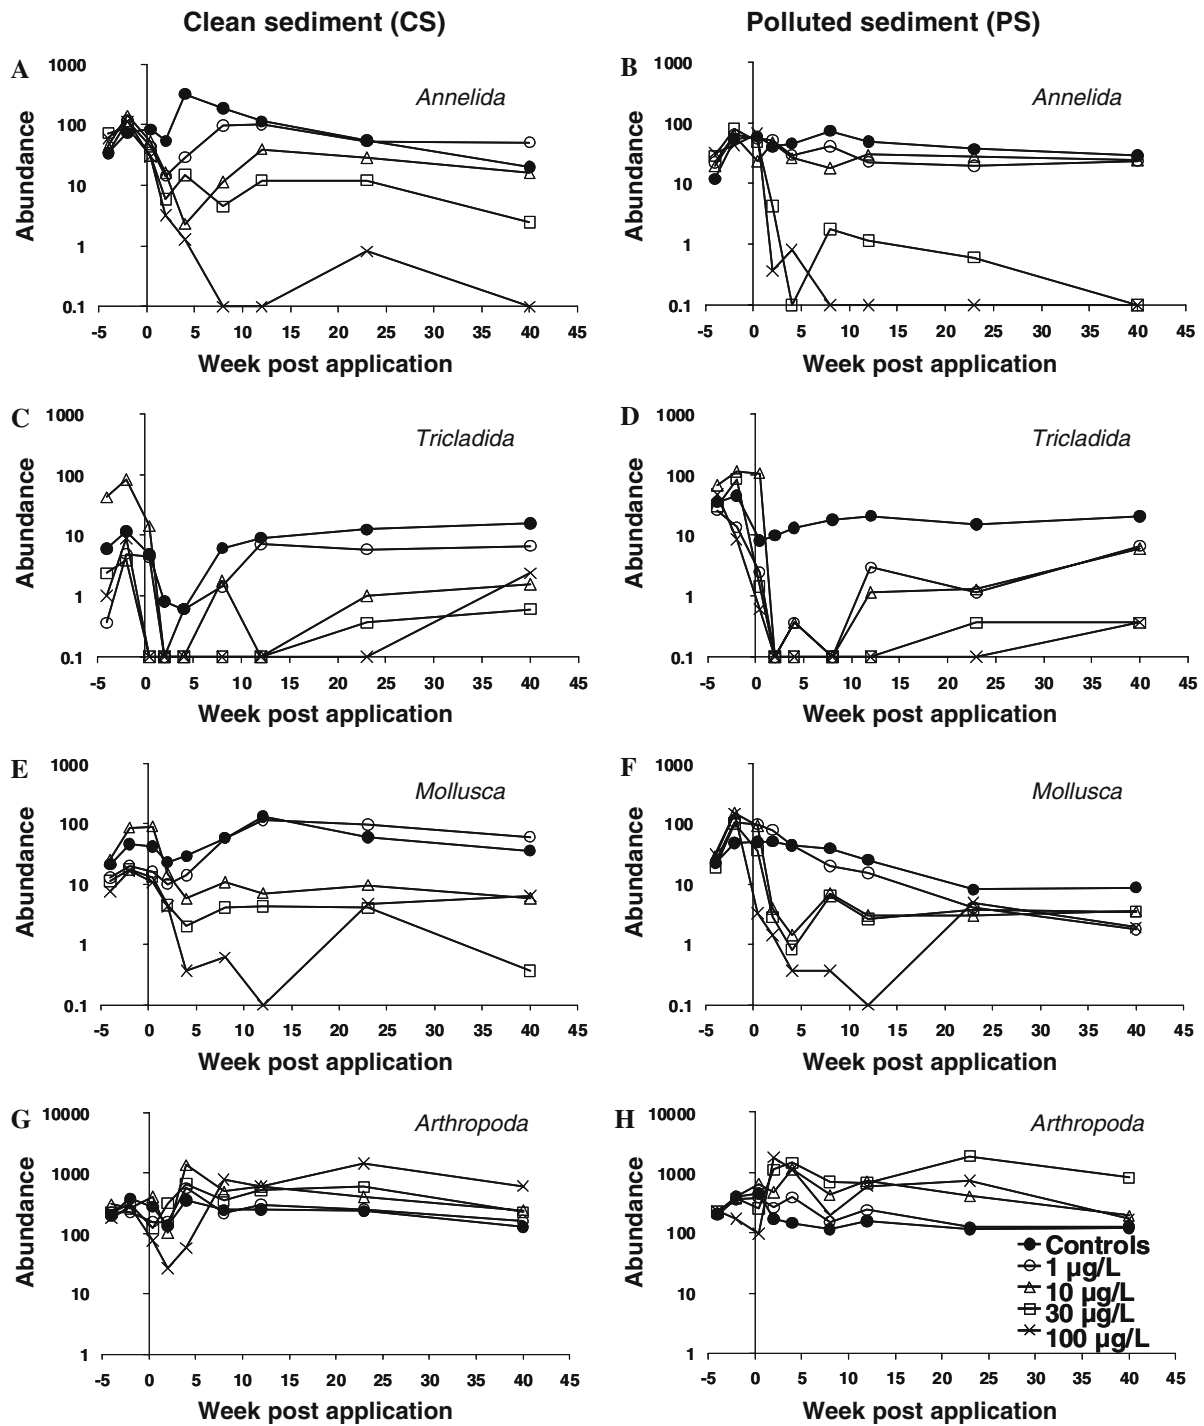 Clean sediment (CS)
Polluted sediment (PS)
A
Annelida
Abundance
1000
100
10
1
0.1
-5 0 5 10 15 20 25 30 35 40 45
Week post application
B
Annelida
Abundance
1000
100
10
1
0.1
-5 0 5 10 15 20 25 30 35 40 45
Week post application
C
Tricladida
Abundance
1000
100
10
1
0.1
-5 0 5 10 15 20 25 30 35 40 45
Week post application
D
Tricladida
Abundance
1000
100
10
1
0.1
-5 0 5 10 15 20 25 30 35 40 45
Week post application
E
Mollusca
Abundance
1000
100
10
1
0.1
-5 0 5 10 15 20 25 30 35 40 45
Week post application
F
Mollusca
Abundance
1000
100
10
1
0.1
-5 0 5 10 15 20 25 30 35 40 45
Week post application
G
Arthropoda
Abundance
10000
1000
100
10
1
-5 0 5 10 15 20 25 30 35 40 45
Week post application
H
Arthropoda
Abundance
10000
1000
100
10
1
-5 0 5 10 15 20 25 30 35 40 45
Week post application
Controls
1 µg/L
10 µg/L
30 µg/L
100 µg/L